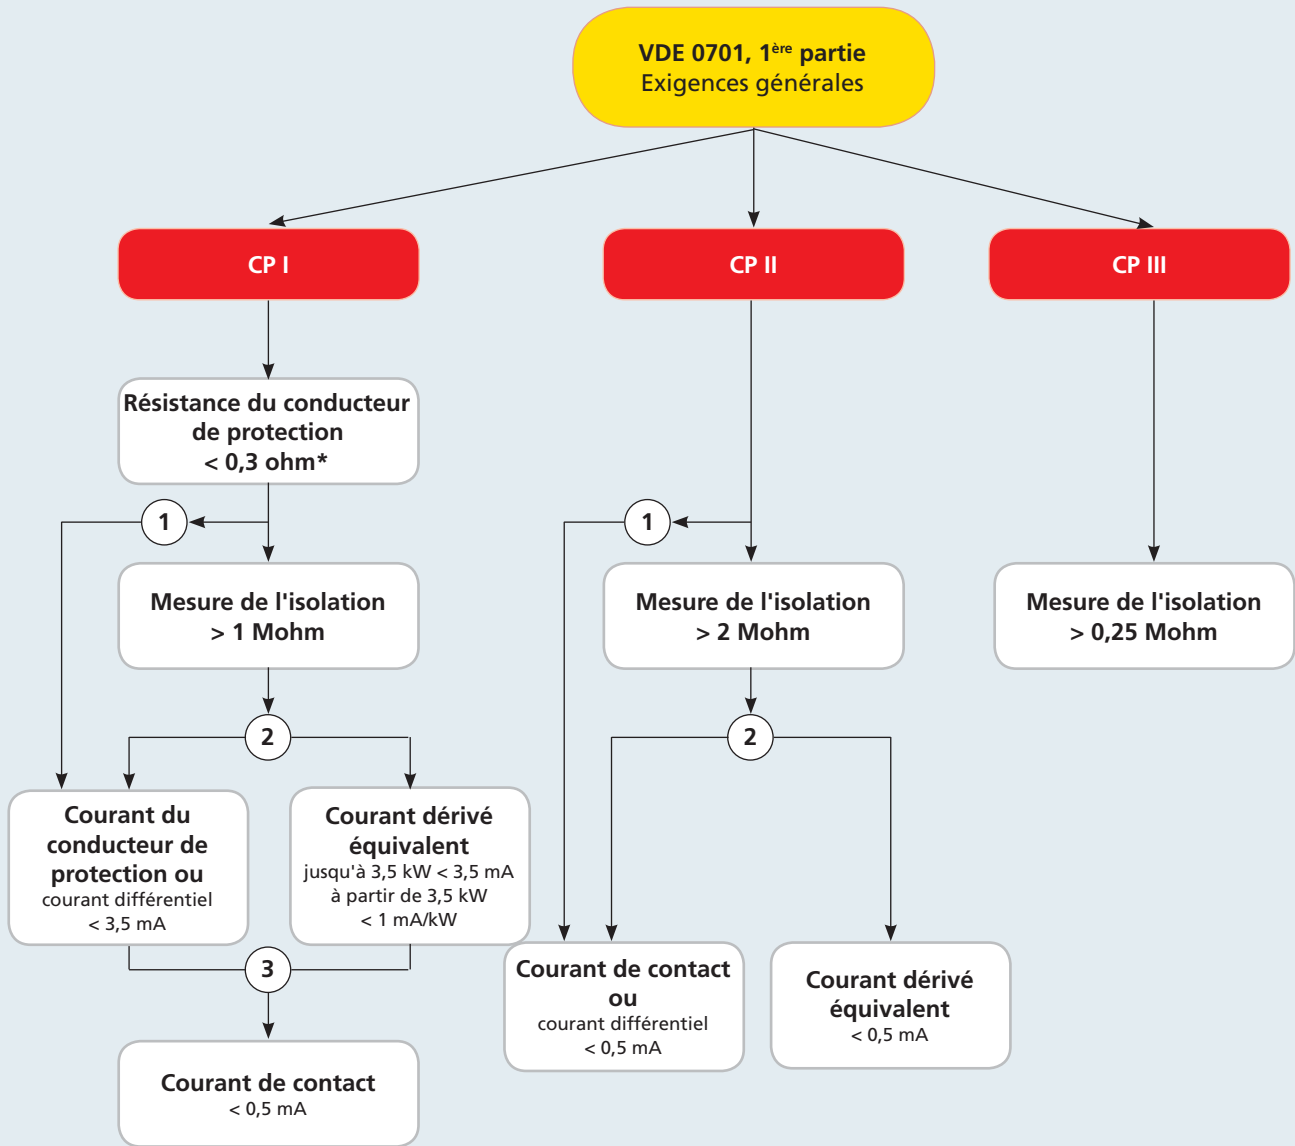 VDE 0701, 1ère partie
Exigences générales
CP I
CP II
CP III
Résistance du conducteur
de protection
< 0,3 ohm*
1
1
Mesure de l'isolation
> 1 Mohm
Mesure de l'isolation
> 2 Mohm
Mesure de l'isolation
> 0,25 Mohm
2
2
Courant du
conducteur de
protection ou
courant différentiel
< 3,5 mA
Courant dérivé
équivalent
jusqu'à 3,5 kW < 3,5 mA
à partir de 3,5 kW
< 1 mA/kW
3
Courant de contact
ou
courant différentiel
< 0,5 mA
Courant dérivé
équivalent
< 0,5 mA
Courant de contact
< 0,5 mA